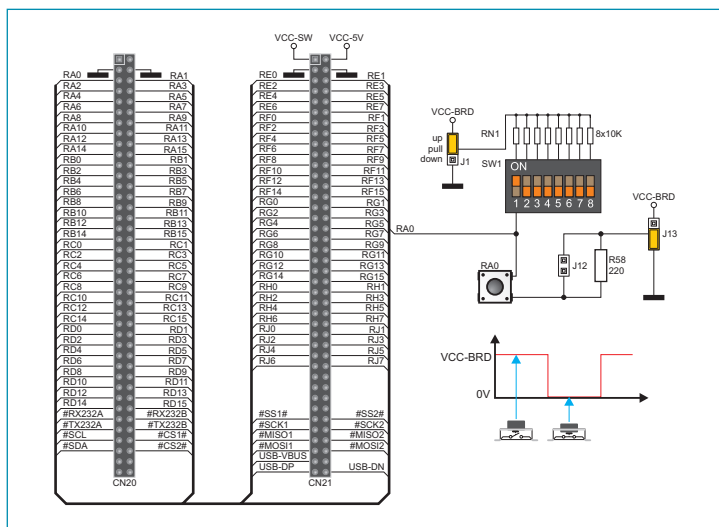 VCC-SW VCC-5V
RA0 RA1 RE0 RE1
RA2 RA3 RE2 RE3
RA4 RA5 RE4 RE5
RA6 RA7 RE6 RE7
RA8 RA9 RF0 RF1
RA10 RA11 RF2 RF3
RA12 RA13 RF4 RF5
RA14 RA15 RF6 RF7
RB0 RB1 RF8 RF9
RB2 RB3 RF10 RF11
RB4 RB5 RF12 RF13
RB6 RB7 RF14 RF15
RB8 RB9 RG0 RG1
RB10 RB11 RG2 RG3
RB12 RB13 RG4 RG5
RB14 RB15 RG6 RG7
RC0 RC1 RG8 RG9
RC2 RC3 RG10 RG11
RC4 RC5 RG12 RG13
RC6 RC7 RG14 RG15
RC8 RC9 RH0 RH1
RC10 RC11 RH2 RH3
RC12 RC13 RH4 RH5
RC14 RC15 RH6 RH7
RD0 RD1 RJ0 RJ1
RD2 RD3 RJ2 RJ3
RD4 RD5 RJ4 RJ5
RD6 RD7 RJ6 RJ7
RD8 RD9
RD10 RD11
RD12 RD13
RD14 RD15
#RX232A #RX232B #SS1# #SS2#
#TX232A #TX232B #SCK1 #SCK2
#SCL #CS1# #MISO1 #MISO2
#SDA #CS2# #MOSI1 #MOSI2
USB-VBUS
USB-DP USB-DN
CN20 CN21
VCC-BRD
up
pull
down
J1
RN1 8x10K
SW1
ON
1 2 3 4 5 6 7 8
RA0
VCC-BRD
J13
RA0
J12
R58
220
VCC-BRD
0V